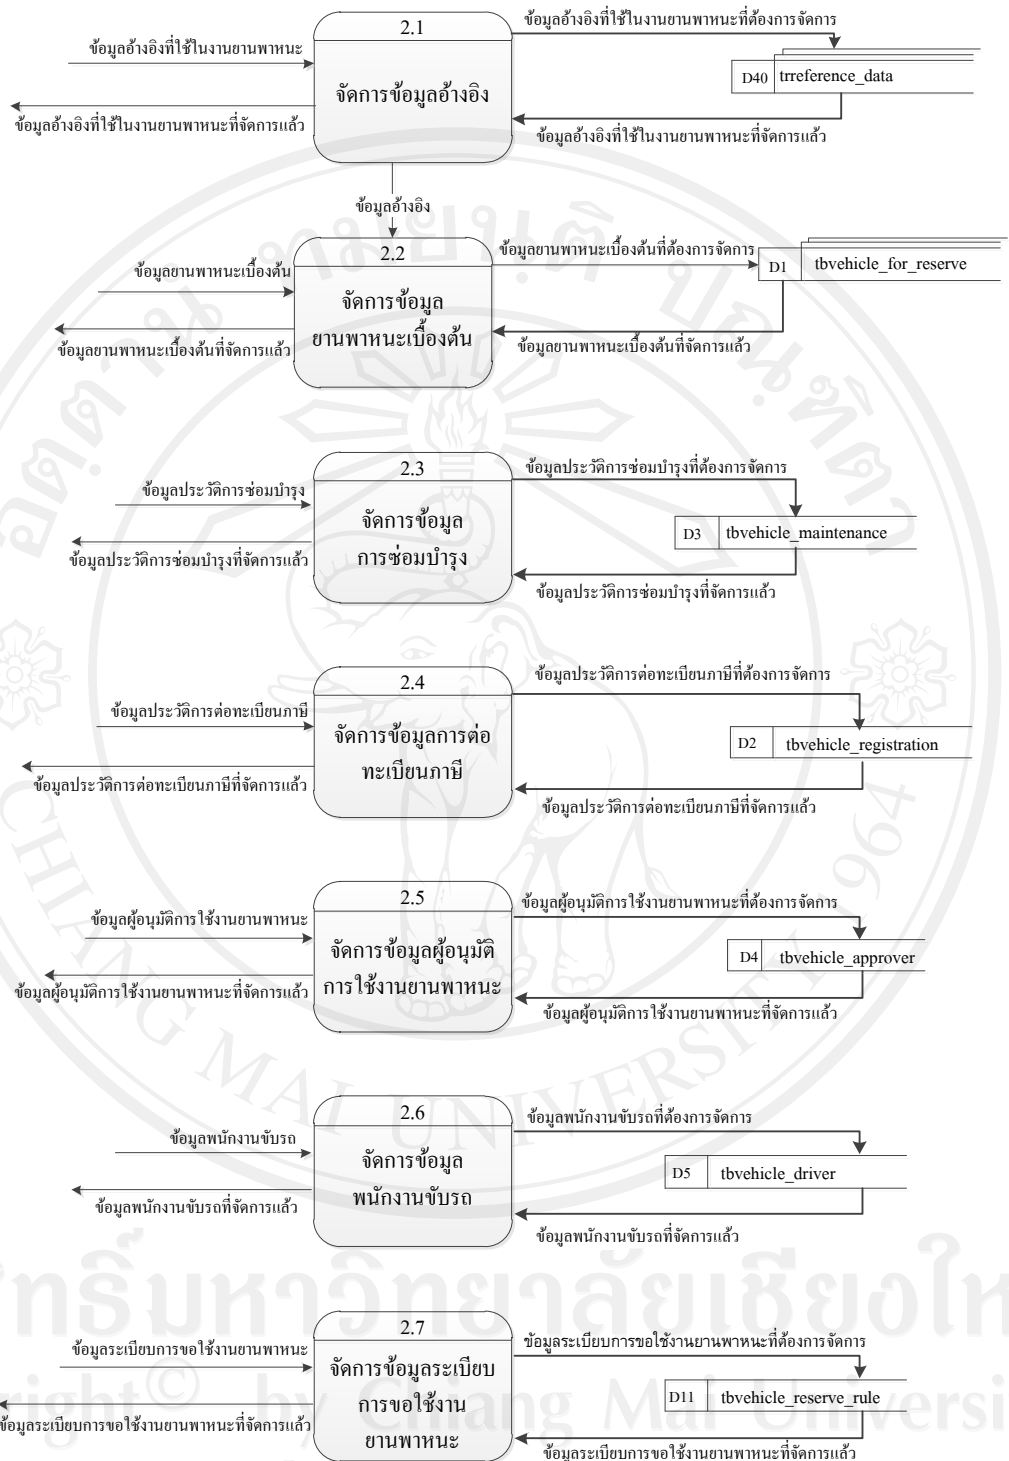 2.1
ข้อมูลอ้างอิงที่ใช้ในงานยานพาหนะที่ต้องการจัดการ
ข้อมูลอ้างอิงที่ใช้ในงานยานพาหนะ
จัดการข้อมูลอ้างอิง
D40 trreference_data
ข้อมูลอ้างอิงที่ใช้ในงานยานพาหนะที่จัดการแล้ว
ข้อมูลอ้างอิงที่ใช้ในงานยานพาหนะที่จัดการแล้ว
ข้อมูลอ้างอิง
2.2
ข้อมูลยานพาหนะเบื้องต้นที่ต้องการจัดการ
ข้อมูลยานพาหนะเบื้องต้น
D1 tbvehicle_for_reserve
จัดการข้อมูล
ยานพาหนะเบื้องต้น
ข้อมูลยานพาหนะเบื้องต้นที่จัดการแล้ว
ข้อมูลยานพาหนะเบื้องต้นที่จัดการแล้ว
2.3
ข้อมูลประวัติการซ่อมบำรุงที่ต้องการจัดการ
ข้อมูลประวัติการซ่อมบำรุง
จัดการข้อมูล
การซ่อมบำรุง
D3 tbvehicle_maintenance
ข้อมูลประวัติการซ่อมบำรุงที่จัดการแล้ว
ข้อมูลประวัติการซ่อมบำรุงที่จัดการแล้ว
2.4
ข้อมูลประวัติการต่อทะเบียนภาษีที่ต้องการจัดการ
ข้อมูลประวัติการต่อทะเบียนภาษี
จัดการข้อมูลการต่อ
ทะเบียนภาษี
D2 tbvehicle_registration
ข้อมูลประวัติการต่อทะเบียนภาษีที่จัดการแล้ว
ข้อมูลประวัติการต่อทะเบียนภาษีที่จัดการแล้ว
2.5
ข้อมูลผู้อนุมัติการใช้งานยานพาหนะที่ต้องการจัดการ
ข้อมูลผู้อนุมัติการใช้งานยานพาหนะ
จัดการข้อมูลผู้อนุมัติ
การใช้งานยานพาหนะ
D4 tbvehicle_approver
ข้อมูลผู้อนุมัติการใช้งานยานพาหนะที่จัดการแล้ว
ข้อมูลผู้อนุมัติการใช้งานยานพาหนะที่จัดการแล้ว
2.6
ข้อมูลพนักงานขับรถที่ต้องการจัดการ
ข้อมูลพนักงานขับรถ
จัดการข้อมูล
พนักงานขับรถ
D5 tbvehicle_driver
ข้อมูลพนักงานขับรถที่จัดการแล้ว
ข้อมูลพนักงานขับรถที่จัดการแล้ว
2.7
ข้อมูลระเบียบการขอใช้งานยานพาหนะที่ต้องการจัดการ
ข้อมูลระเบียบการขอใช้งานยานพาหนะ
จัดการข้อมูลระเบียบ
การขอใช้งาน
ยานพาหนะ
D11 tbvehicle_reserve_rule
ข้อมูลระเบียบการขอใช้งานยานพาหนะที่จัดการแล้ว
ข้อมูลระเบียบการขอใช้งานยานพาหนะที่จัดการแล้ว
CHIANG MAI UNIVERSITY 1964
by Chiang Mai